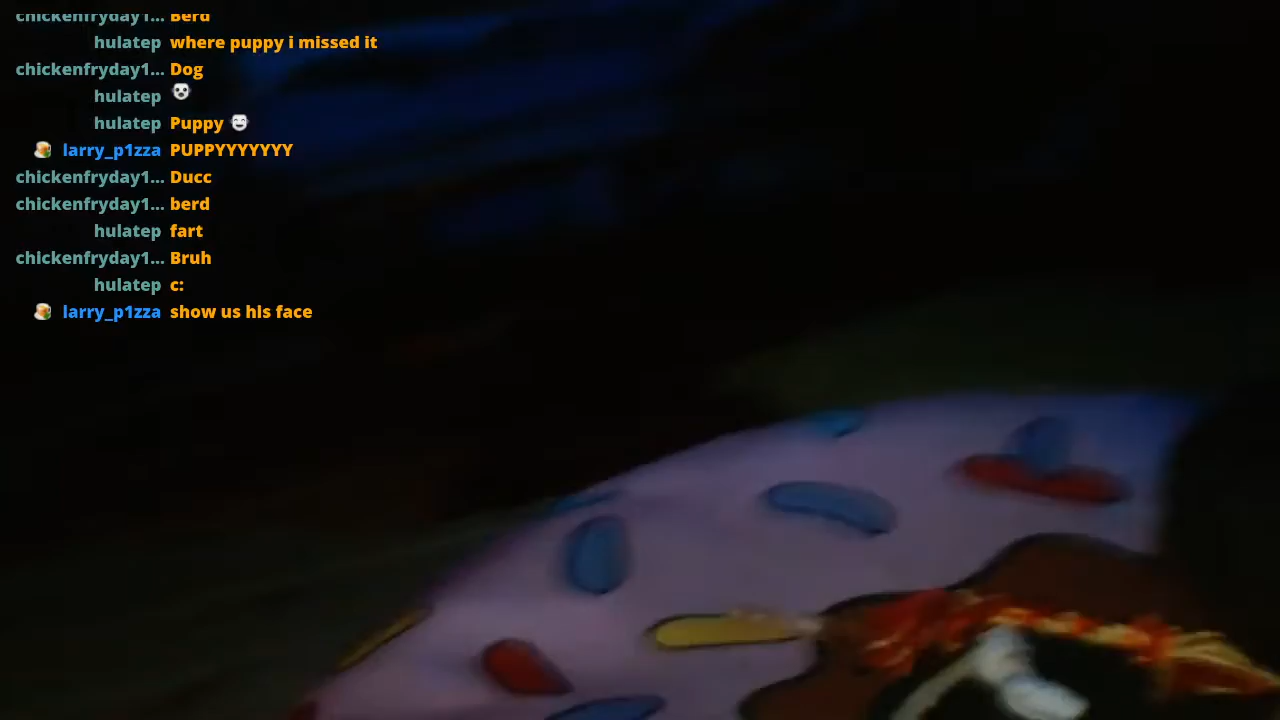 chickenfryday1... Berd
hulatep where puppy i missed it
chickenfryday1... Dog
hulatep
hulatep Puppy
larry_p1zza PUPPYYYYYYY
chickenfryday1... Ducc
chickenfryday1... berd
hulatep fart
chickenfryday1... Bruh
hulatep c:
larry_p1zza show us his face